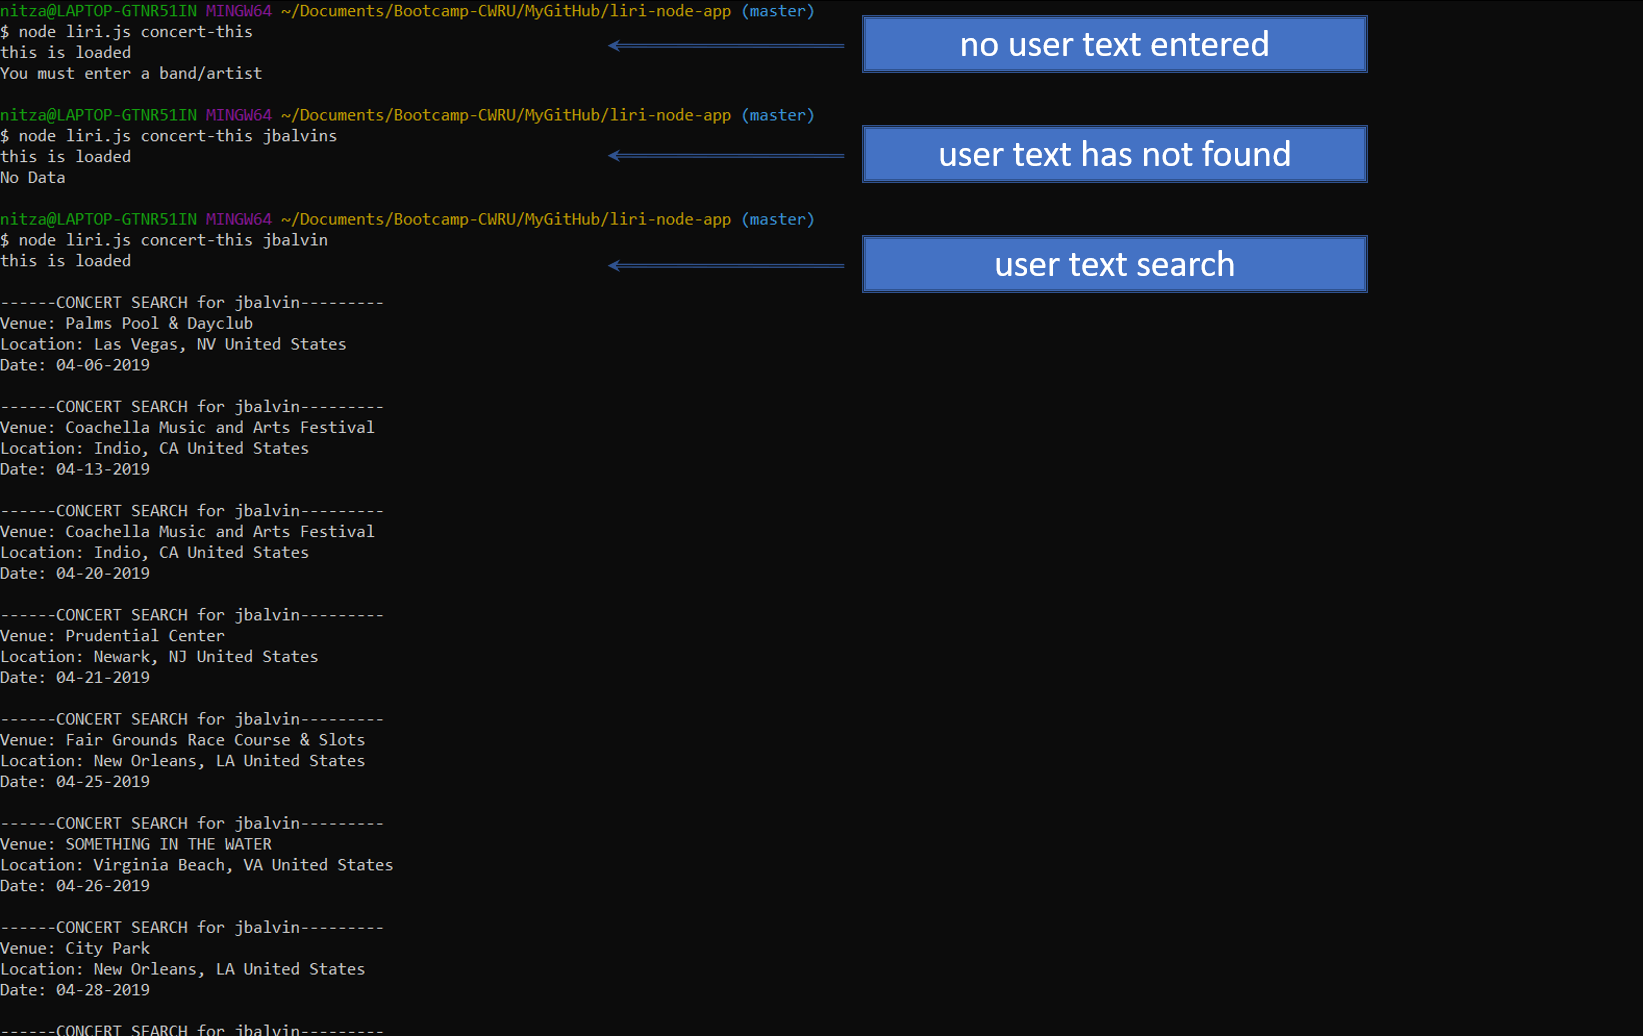 nitza@LAPTOP-GTNR51IN MINGW64 ~/Documents/Bootcamp-CWRU/MyGitHub/liri-node-app (master)
$ node liri.js concert-this
no user text entered
this is loaded
You must enter a band/artist
nitza@LAPTOP-GTNR51IN MINGW64 ~/Documents/Bootcamp-CWRU/MyGitHub/liri-node-app (master)
$ node liri.js concert-this jbalvins
user text has not found
this is loaded
No Data
nitza@LAPTOP-GTNR51IN MINGW64 ~/Documents/Bootcamp-CWRU/MyGitHub/liri-node-app (master)
$ node liri.js concert-this jbalvin
this is loaded
user text search
------CONCERT SEARCH for jbalvin---------
Venue: Palms Pool & Dayclub
Location: Las Vegas, NV United States
Date: 04-06-2019
------CONCERT SEARCH for jbalvin---------
Venue: Coachella Music and Arts Festival
Location: Indio, CA United States
Date: 04-13-2019
------CONCERT SEARCH for jbalvin---------
Venue: Coachella Music and Arts Festival
Location: Indio, CA United States
Date: 04-20-2019
------CONCERT SEARCH for jbalvin---------
Venue: Prudential Center
Location: Newark, NJ United States
Date: 04-21-2019
------CONCERT SEARCH for jbalvin---------
Venue: Fair Grounds Race Course & Slots
Location: New Orleans, LA United States
Date: 04-25-2019
------CONCERT SEARCH for jbalvin---------
Venue: SOMETHING IN THE WATER
Location: Virginia Beach, VA United States
Date: 04-26-2019
------CONCERT SEARCH for jbalvin---------
Venue: City Park
Location: New Orleans, LA United States
Date: 04-28-2019
------CONCERT SEARCH for jbalvin---------